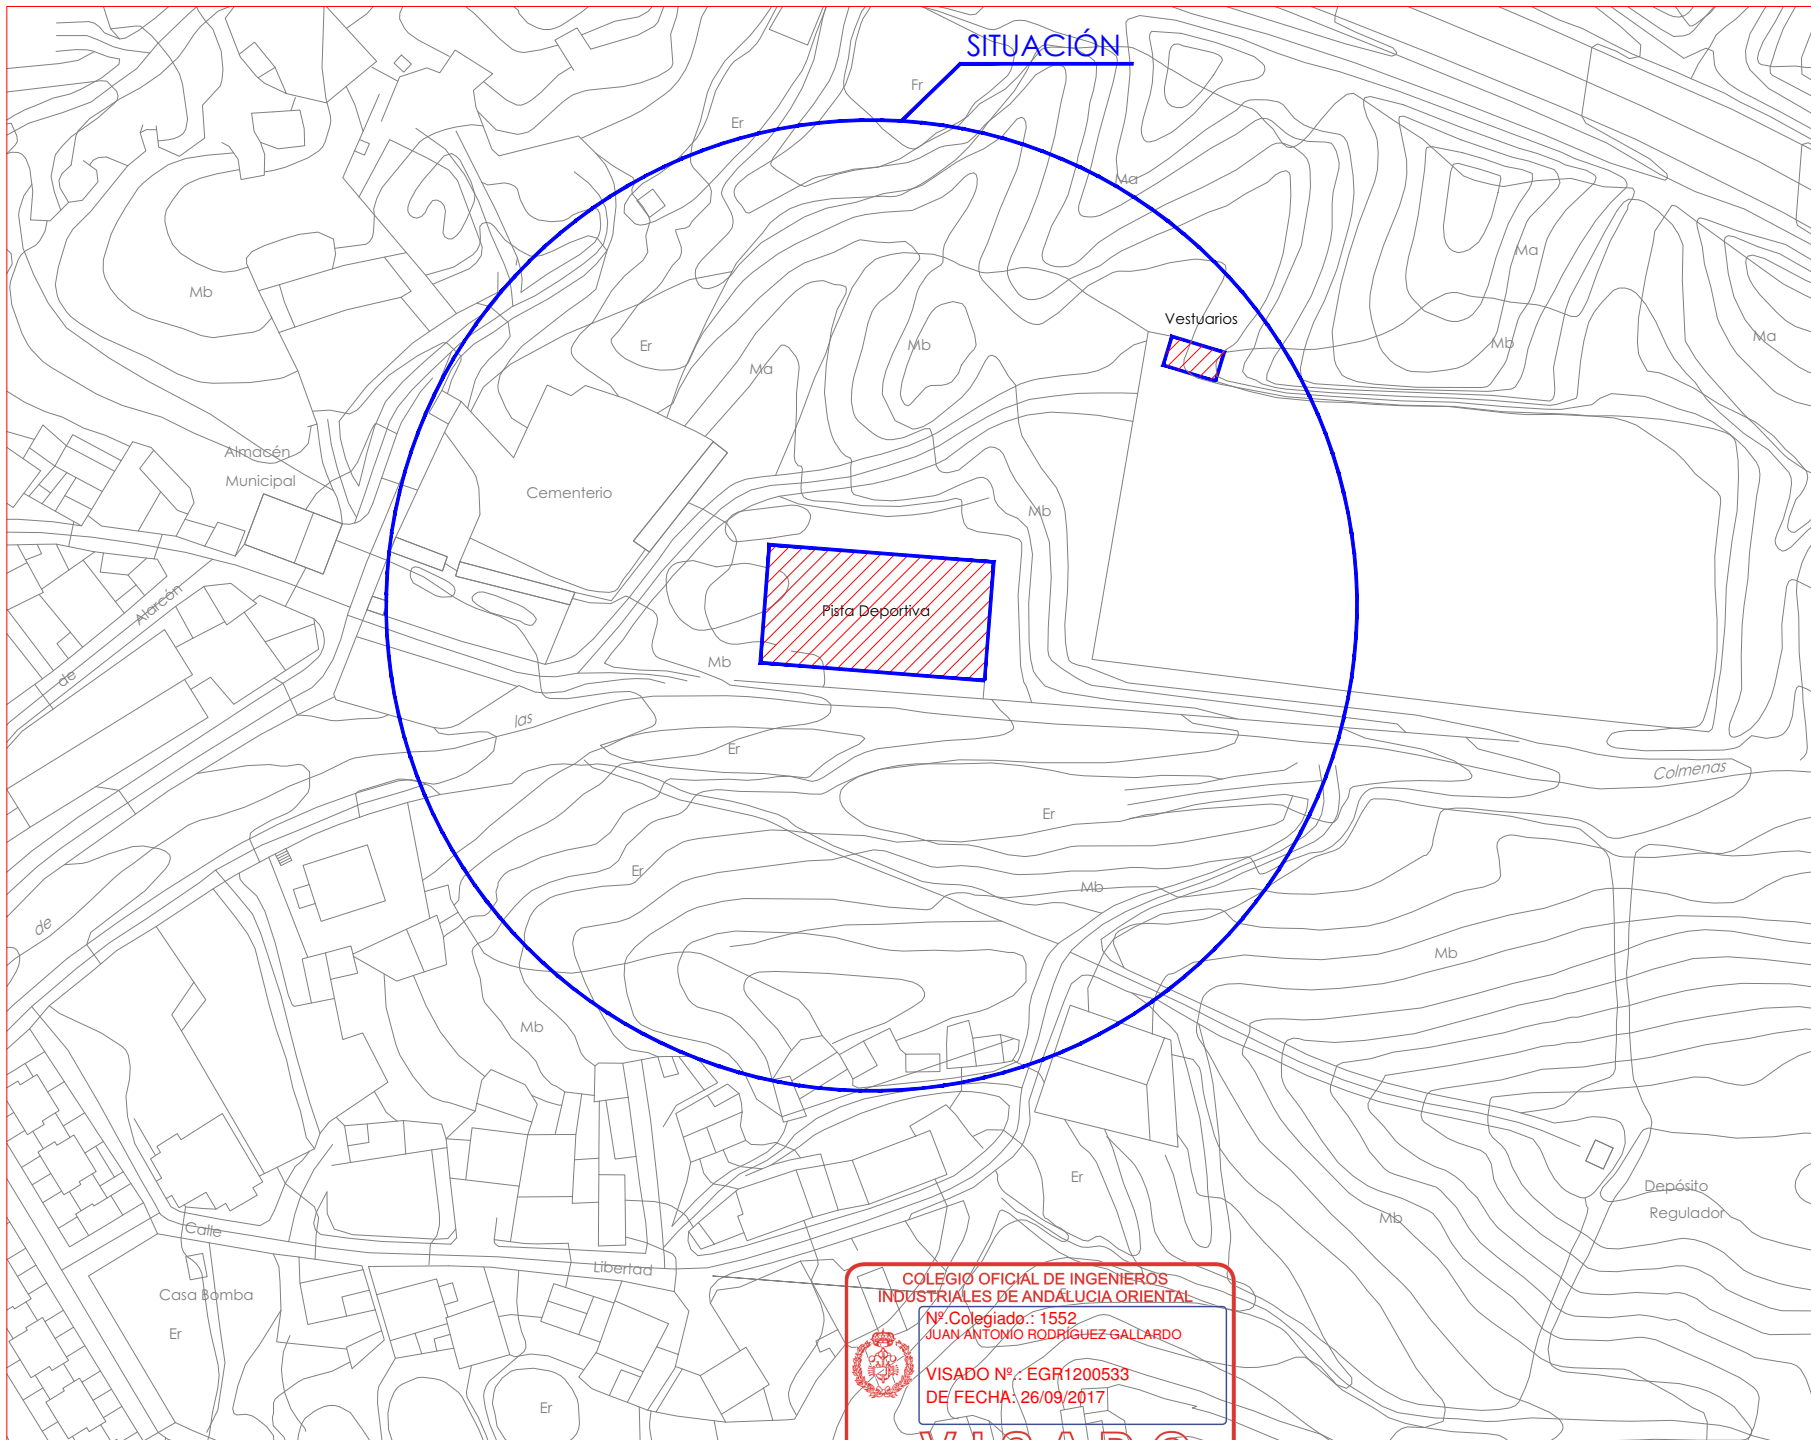 SITUACIÓN
Fr
Er
Ma
Ma
Mb
Vestuarios
Ma
Er
Mb
Mb
Ma
Almacén
Municipal
Cementerio
Mb
Alarcón
Pista Deportiva
de
Mb
las
Er
Colmenas
Er
Er
Mb
de
Mb
Mb
Er
Depósito
Regulador
Mb
Calle
Libertad
Casa Bomba
Er
Er
COLEGIO OFICIAL DE INGENIEROS
INDUSTRIALES DE ANDALUCIA ORIENTAL
Nº.Colegiado.: 1552
JUAN ANTONIO RODRIGUEZ GALLARDO
VISADO Nº.: EGR1200533
DE FECHA: 26/09/2017
VISADO